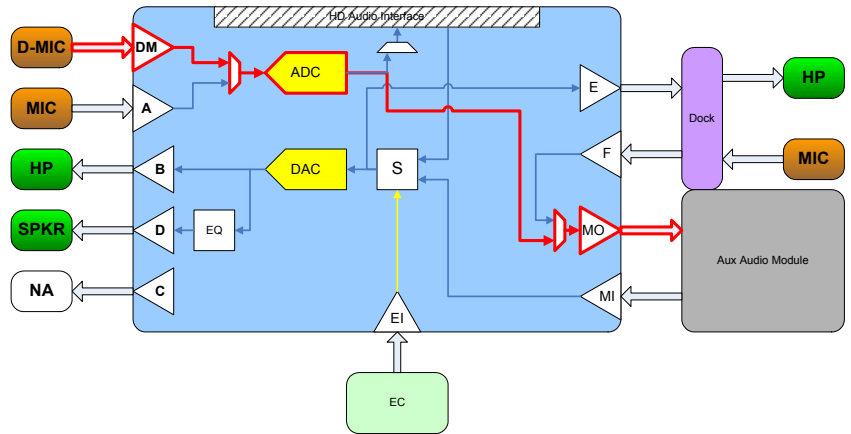 HD Audio Interface
D-MIC
DM
ADC
MIC
A
E
Dock
HP
HP
B
DAC
S
F
MIC
SPKR
D
EQ
MO
Aux Audio Module
NA
C
EI
MI
EC